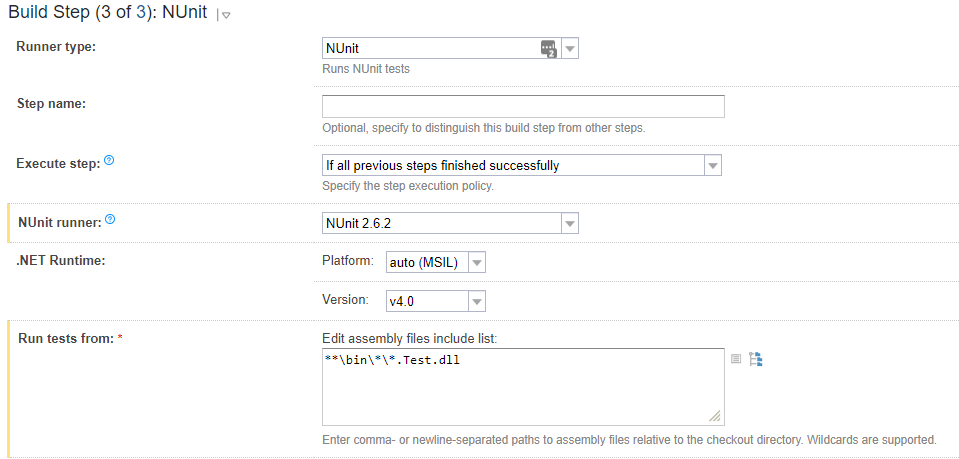 Build Step (3 of 3): NUnit
Runner type:
NUnit
2
Runs NUnit tests
Step name:
Optional, specify to distinguish this build step from other steps.
Execute step: ?
If all previous steps finished successfully
Specify the step execution policy.
NUnit runner: ?
NUnit 2.6.2
.NET Runtime:
Platform: auto (MSIL)
Version: v4.0
Run tests from: *
Edit assembly files include list:
**\bin\*\*.Test.dll
Enter comma- or newline-separated paths to assembly files relative to the checkout directory. Wildcards are supported.